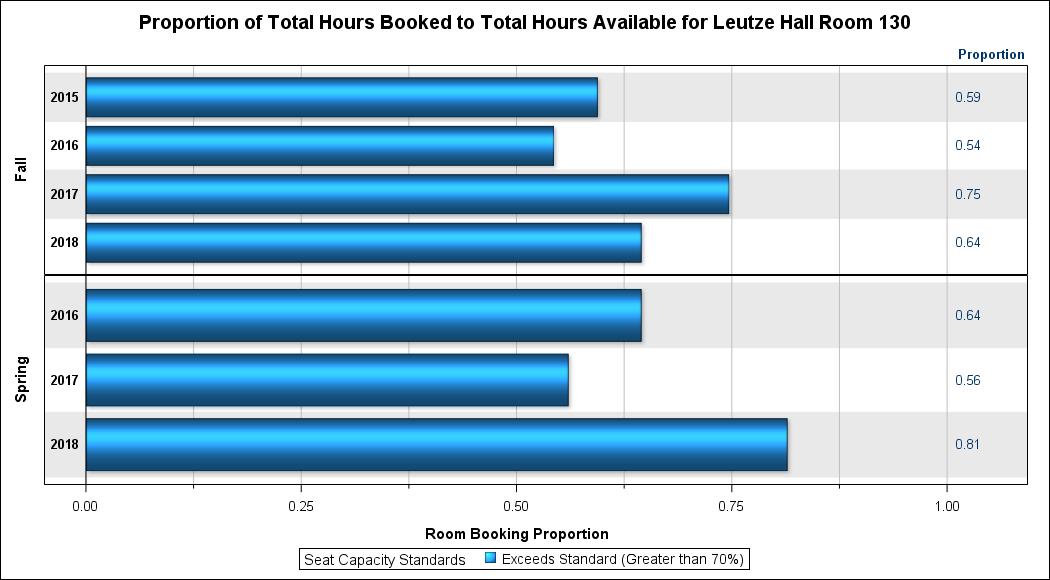 Proportion of Total Hours Booked to Total Hours Available for Leutze Hall Room 130
Proportion
Fall
2015 0.59
2016 0.54
2017 0.75
2018 0.64
Spring
2016 0.64
2017 0.56
2018 0.81
0.00 0.25 0.50 0.75 1.00
Room Booking Proportion
Seat Capacity Standards Exceeds Standard (Greater than 70%)